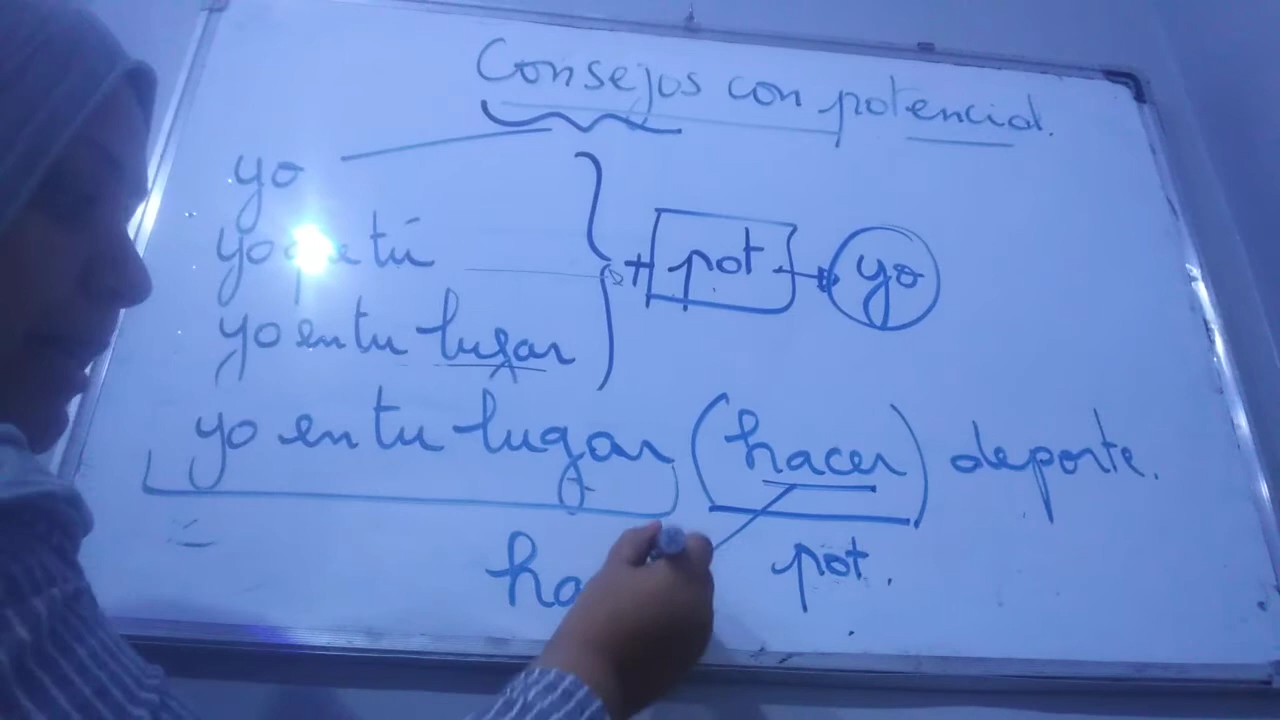 Consejos con potencial.
yo
yo que tú
yo en tu lugar
+ pot yo
yo en tu lugar (hacer) deporte.
ha
pot.